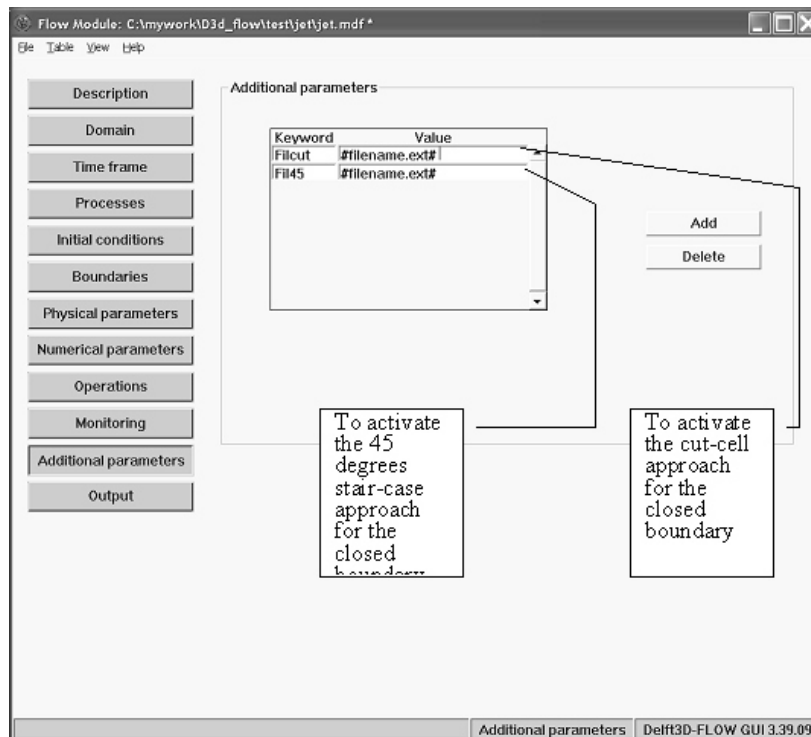 Flow Module: C:\mywork\D3d_flow\test\jet\jet.mdf *
File Table View Help
Description
Domain
Time frame
Processes
Initial conditions
Boundaries
Physical parameters
Numerical parameters
Operations
Monitoring
Additional parameters
Output
Additional parameters
Keyword Value
Filcut #filename.ext#
Fil45 #filename.ext#
Add
Delete
To activate
the 45
degrees
stair-case
approach
for the
closed
boundary
To activate
the cut-cell
approach
for the
closed
boundary
Additional parameters Delft3D-FLOW GUI 3.39.09